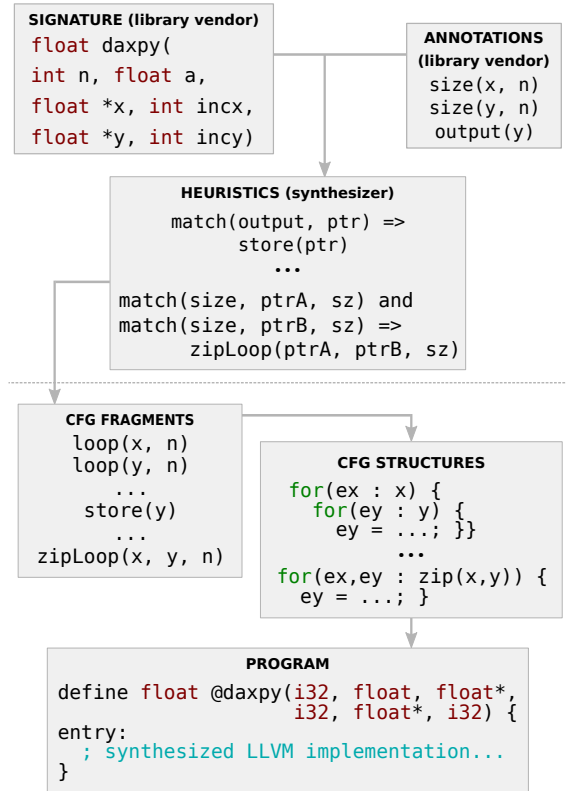 SIGNATURE (library vendor)
float daxpy(
int n, float a,
float *x, int incx,
float *y, int incy)
ANNOTATIONS
(library vendor)
size(x, n)
size(y, n)
output(y)
HEURISTICS (synthesizer)
match(output, ptr) =>
store(ptr)
...
match(size, ptrA, sz) and
match(size, ptrB, sz) =>
zipLoop(ptrA, ptrB, sz)
CFG FRAGMENTS
loop(x, n)
loop(y, n)
...
store(y)
...
zipLoop(x, y, n)
CFG STRUCTURES
for(ex : x) {
for(ey : y) {
ey = ...; }}
...
for(ex,ey : zip(x,y)) {
ey = ...; }
PROGRAM
define float @daxpy(i32, float, float*,
i32, float*, i32) {
entry:
; synthesized LLVM implementation...
}